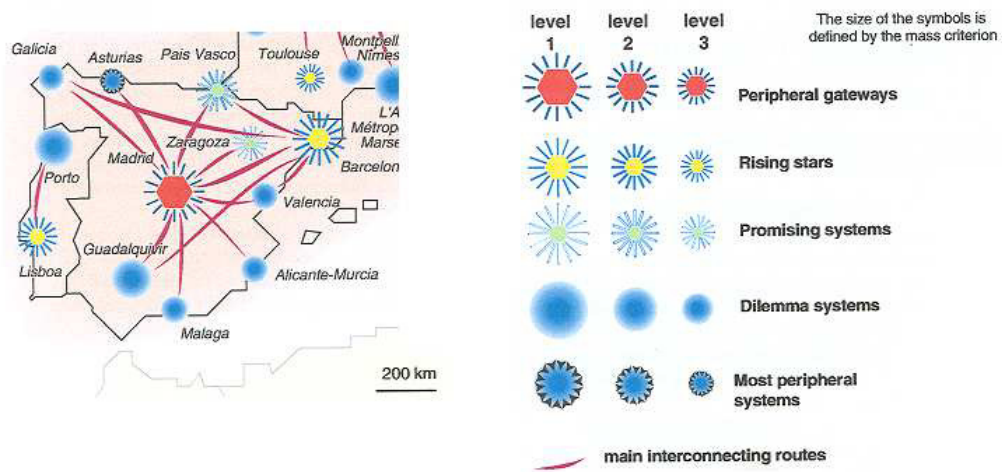 Galicia
Asturias
Pais Vasco
Toulouse
Montpell
Nîmes
L'A
Métrop
Marse
Barcelon
Zaragoza
Madrid
Porto
Valencia
Lisboa
Guadalquivir
Alicante-Murcia
Malaga
200 km
level level level
1 2 3
The size of the symbols is
defined by the mass criterion
Peripheral gateways
Rising stars
Promising systems
Dilemma systems
Most peripheral
systems
main interconnecting routes